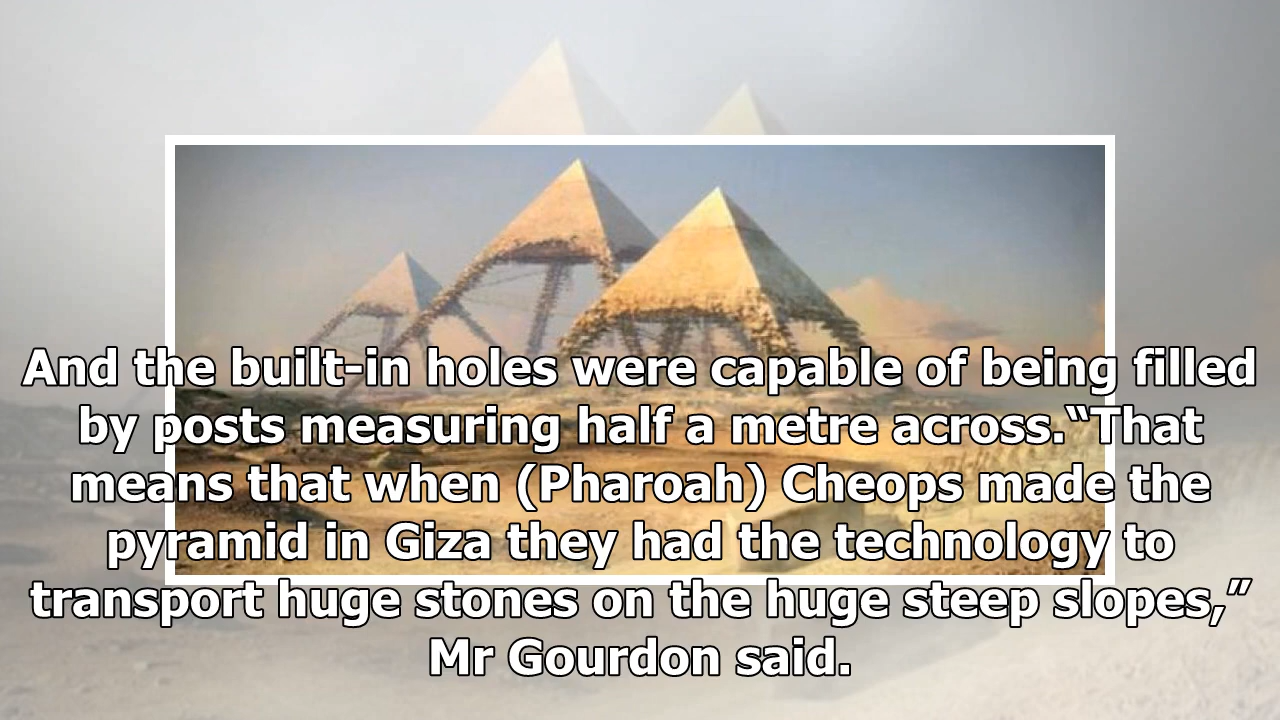 And the built-in holes were capable of being filled
by posts measuring half a metre across.“That
means that when (Pharoah) Cheops made the
pyramid in Giza they had the technology to
transport huge stones on the huge steep slopes,”
Mr Gourdon said.